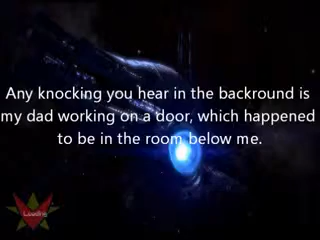 Any knocking you hear in the backround is
my dad working on a door, which happened
to be in the room below me.
Loading